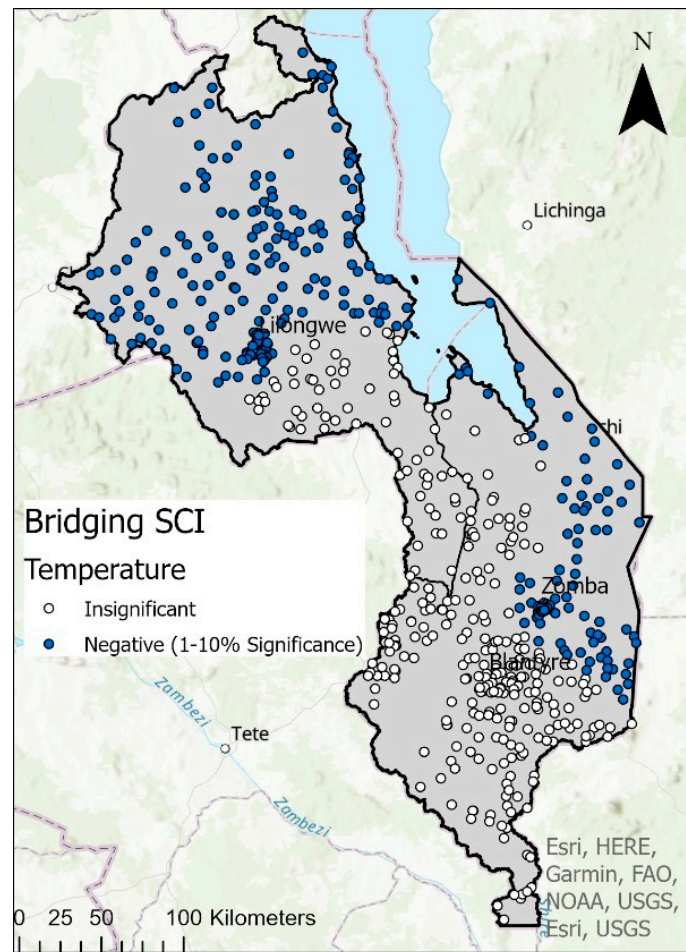 N
Lichinga
Lilongwe
Bridging SCI
Temperature
Insignificant
Negative (1-10% Significance)
Zomba
Blantyre
Tete
Zambezi
Zambezi
Esri, HERE,
Garmin, FAO,
NOAA, USGS,
Esri, USGS
0 25 50 100 Kilometers